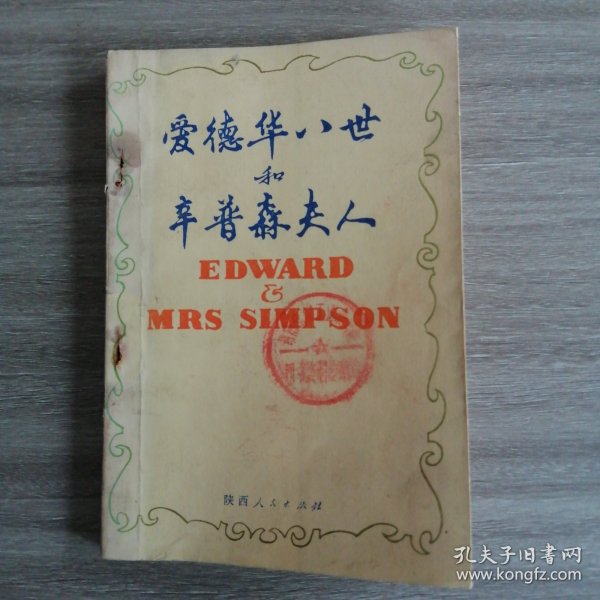 爱德华八世
和
辛普森夫人
EDWARD
&
MRS SIMPSON
陕西人民出版社
孔夫子旧书网
www.kongfz.com